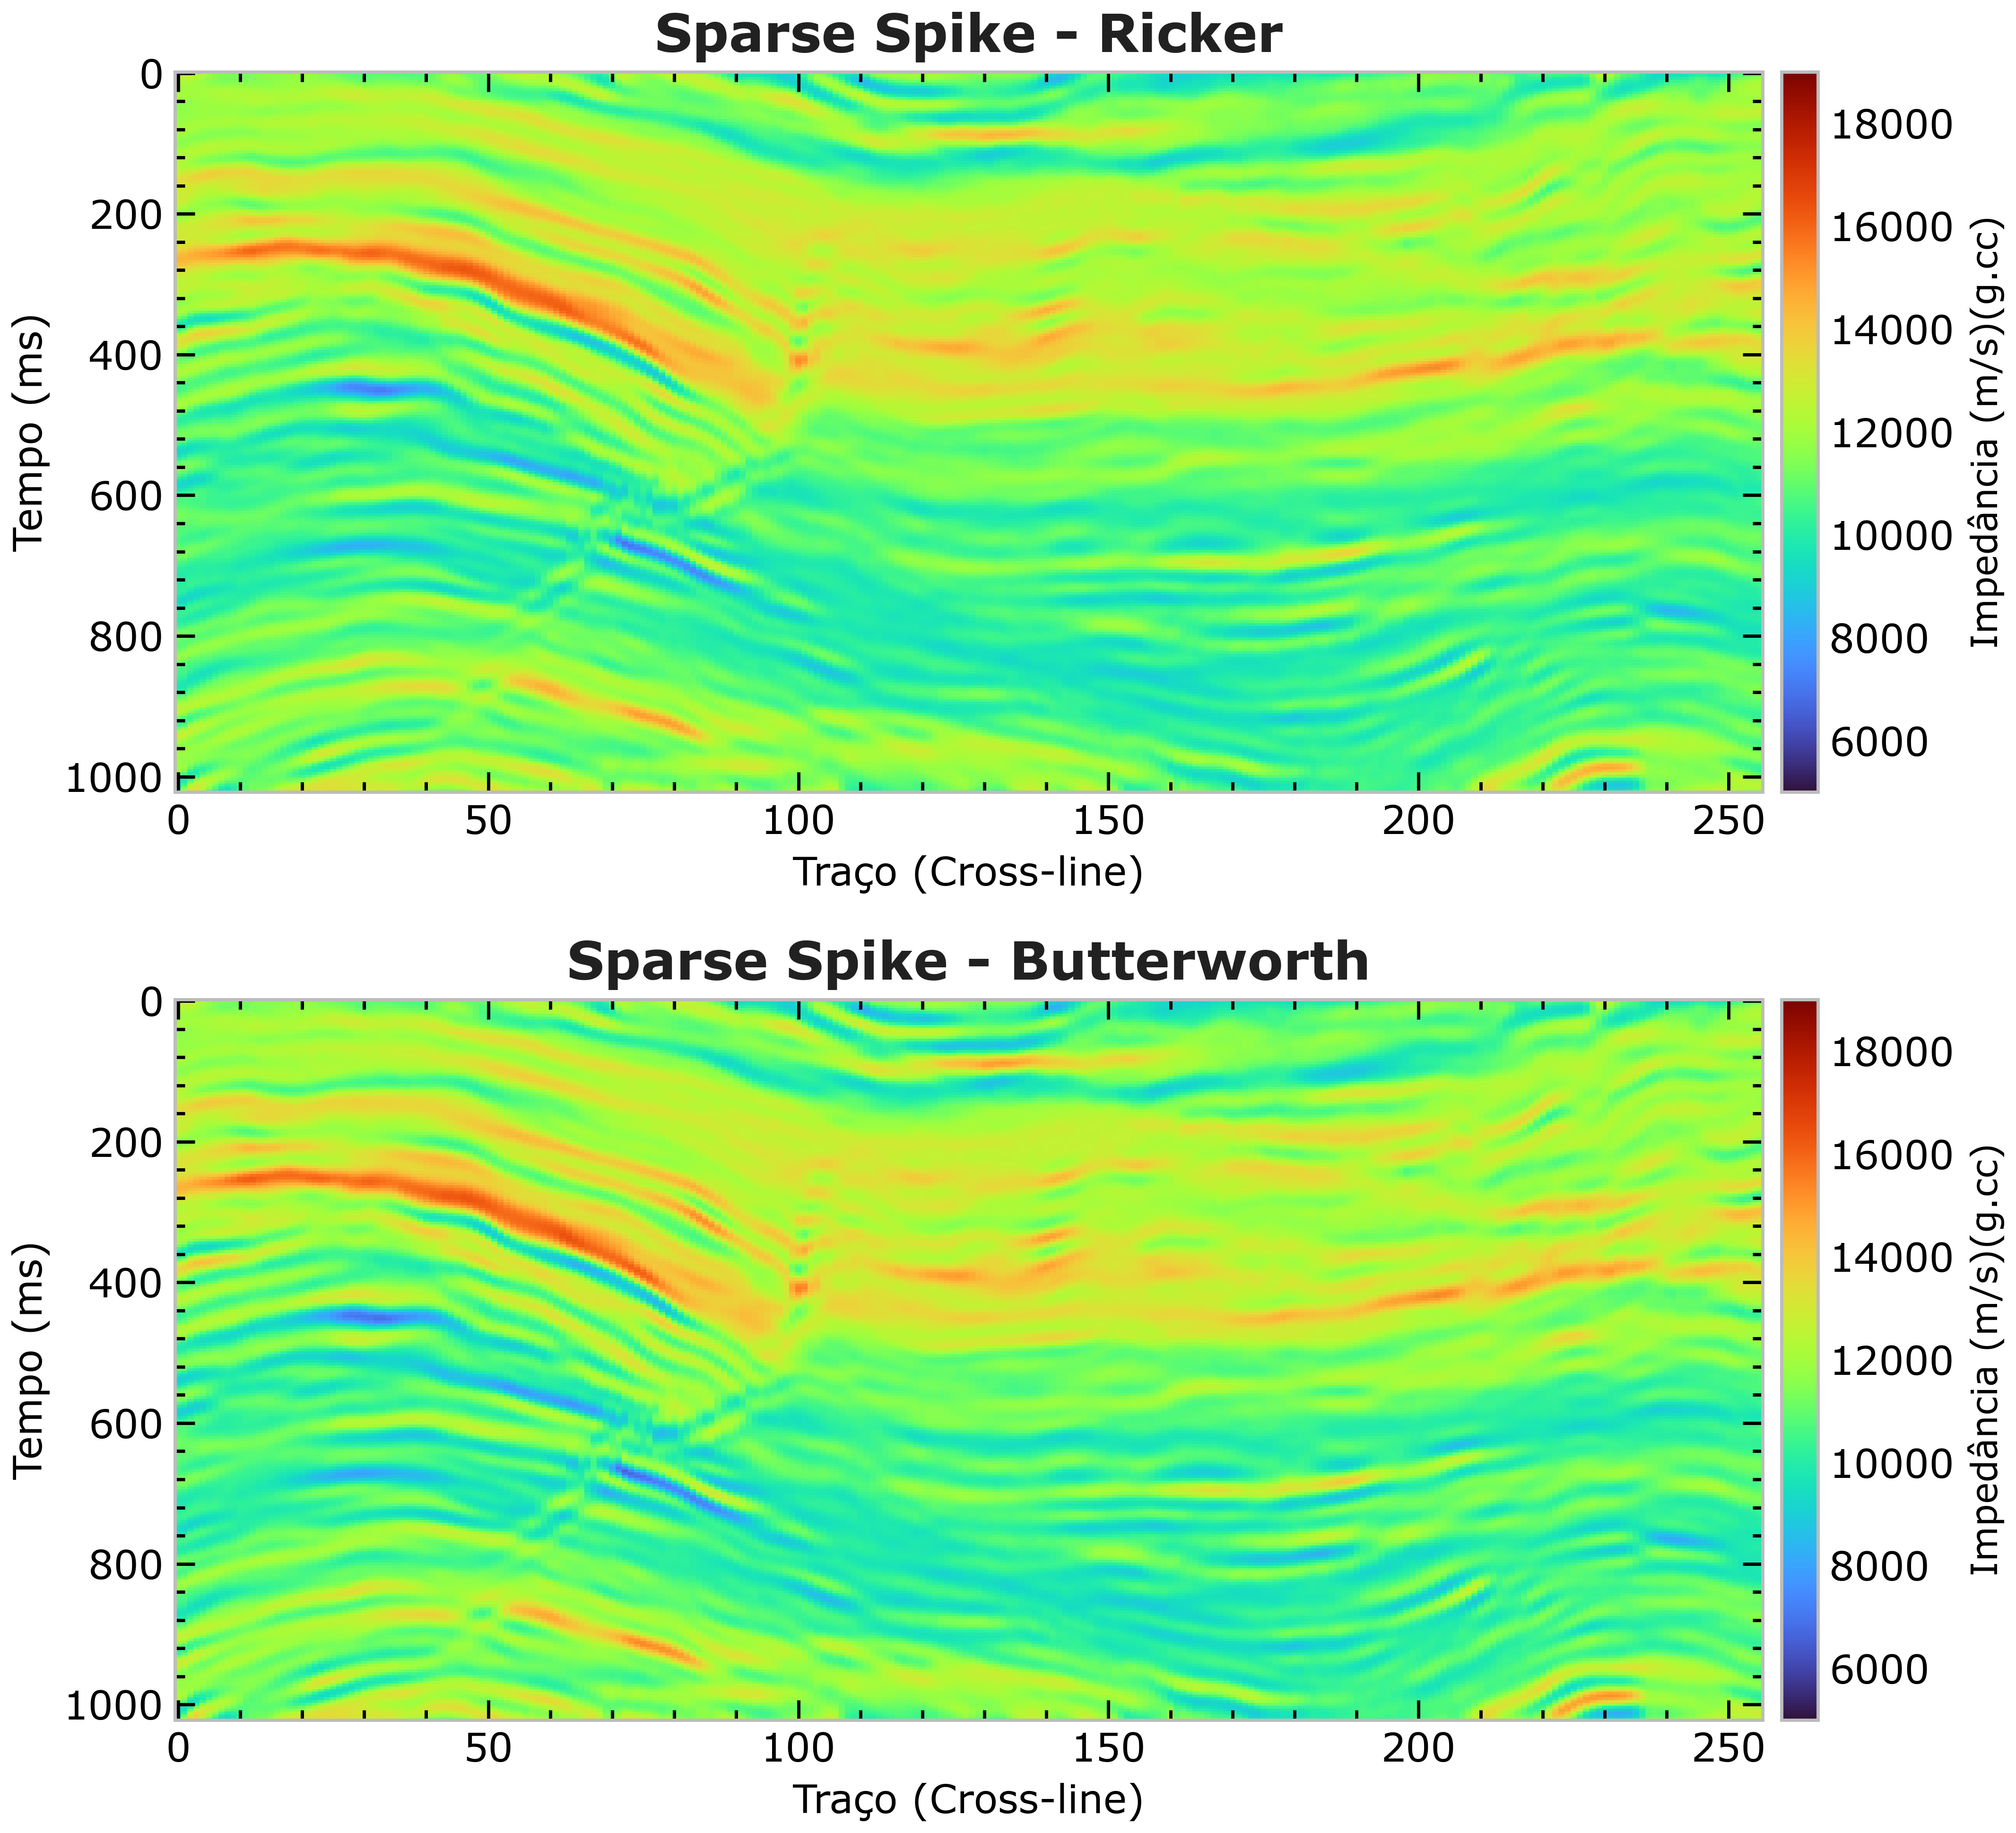 Sparse Spike - Ricker
0
200
400
600
800
1000
Tempo (ms)
0 50 100 150 200 250
Traço (Cross-line)
18000
16000
14000
12000
10000
8000
6000
Impedância (m/s)(g.cc)
Sparse Spike - Butterworth
0
200
400
600
800
1000
Tempo (ms)
0 50 100 150 200 250
Traço (Cross-line)
18000
16000
14000
12000
10000
8000
6000
Impedância (m/s)(g.cc)